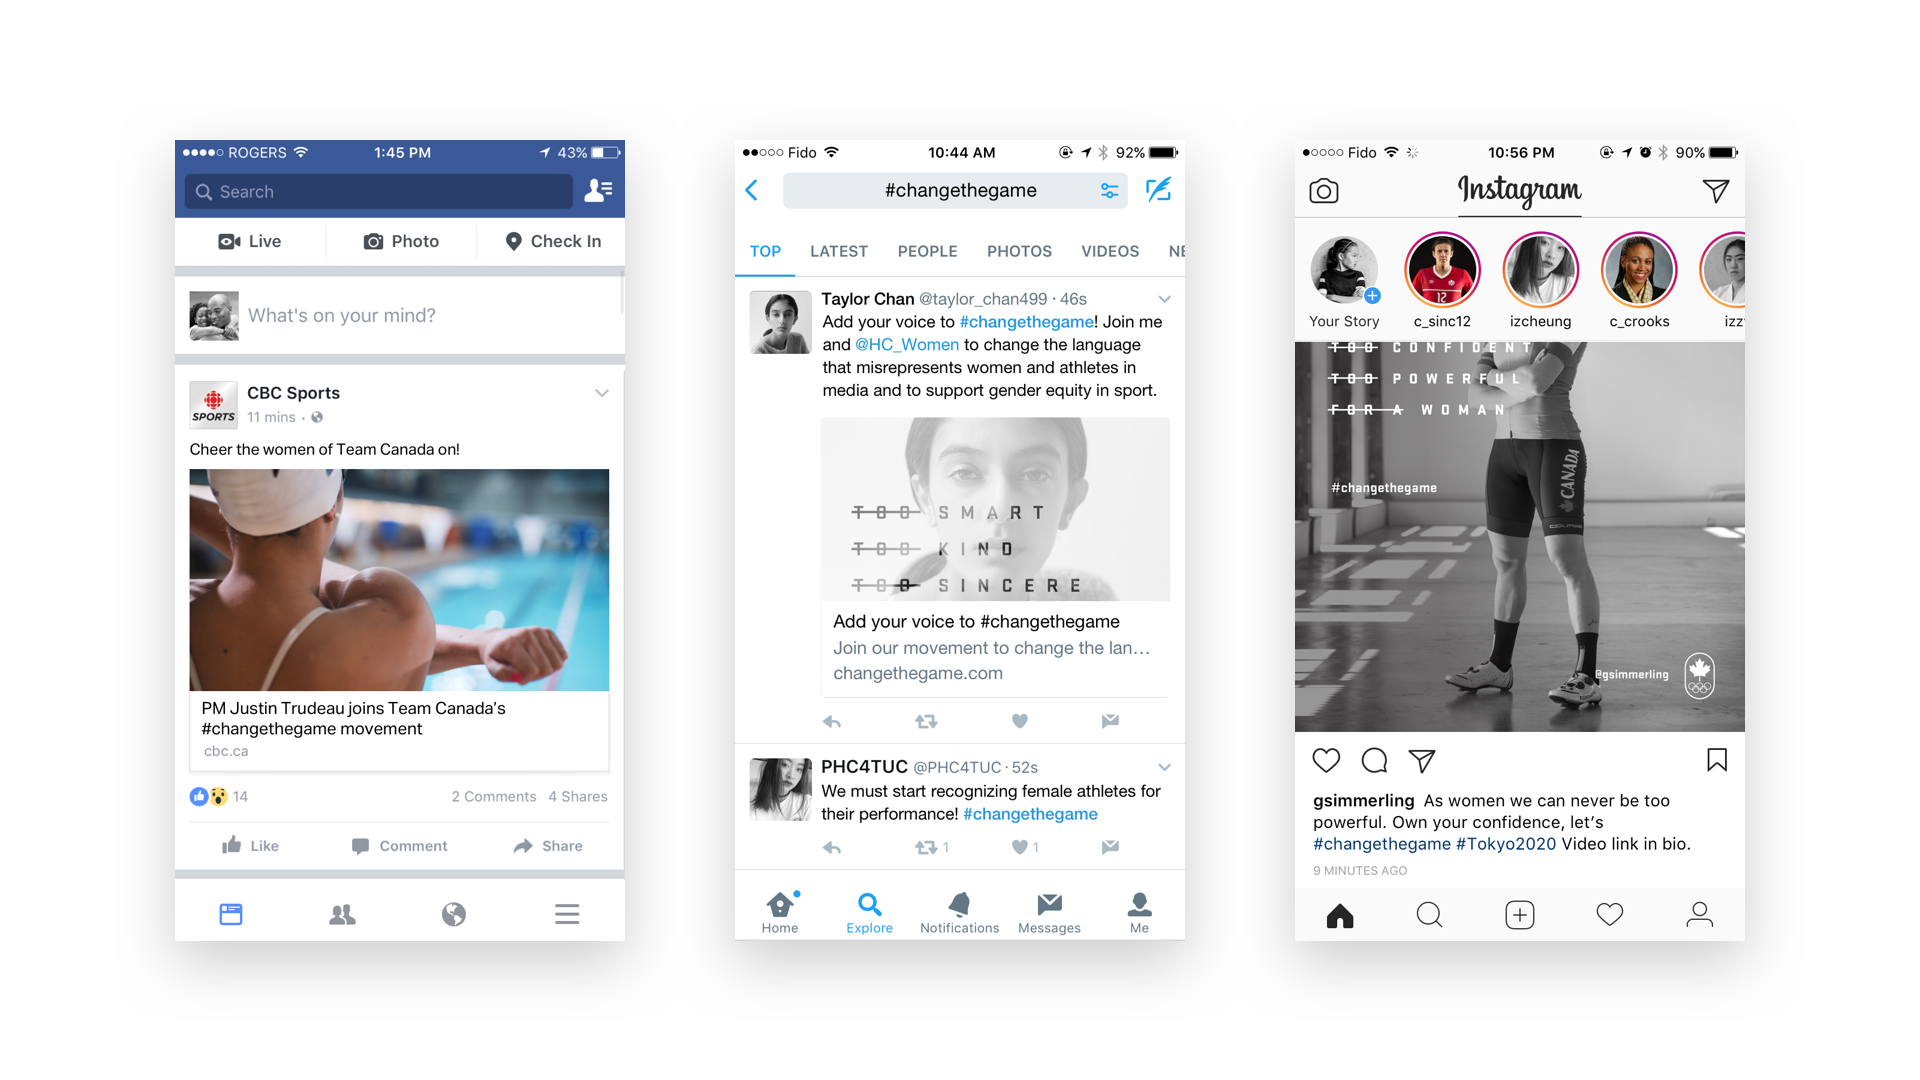 ROGERS 1:45 PM 43%
Search
Live Photo Check In
What's on your mind?
SPORTS
CBC Sports
11 mins ·
Cheer the women of Team Canada on!
PM Justin Trudeau joins Team Canada's
#changethegame movement
cbc.ca
14 2 Comments 4 Shares
Like Comment Share
Fido 10:44 AM 92%
#changethegame
TOP LATEST PEOPLE PHOTOS VIDEOS NE
Taylor Chan @taylor_chan499 · 46s
Add your voice to #changethegame! Join me
and @HC_Women to change the language
that misrepresents women and athletes in
media and to support gender equity in sport.
TOO SMART
TOO KIND
TOO SINCERE
Add your voice to #changethegame
Join our movement to change the lan...
changethegame.com
PHC4TUC @PHC4TUC · 52s
We must start recognizing female athletes for
their performance! #changethegame
1 1
Home Explore Notifications Messages Me
Fido 10:56 PM 90%
Instagram
12
Your Story c_sinc12 izcheung c_crooks izz
TOO CONFIDENT
TOO POWERFUL
FOR A WOMAN
CANADA
#changethegame
@gsimmerling
gsimmerling As women we can never be too
powerful. Own your confidence, let's
#changethegame #Tokyo2020 Video link in bio.
9 MINUTES AGO